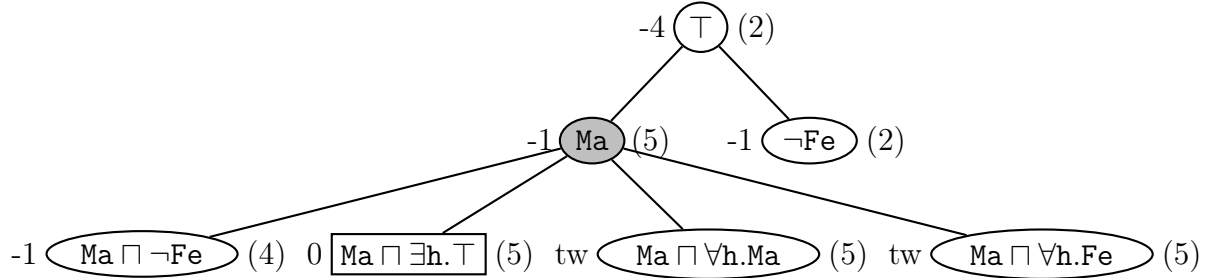 -4 ⊤ (2)
-1 Ma (5) -1 ¬Fe (2)
-1 Ma ⊓ ¬Fe (4) 0 Ma ⊓ ∃h.⊤ (5) tw Ma ⊓ ∀h.Ma (5) tw Ma ⊓ ∀h.Fe (5)